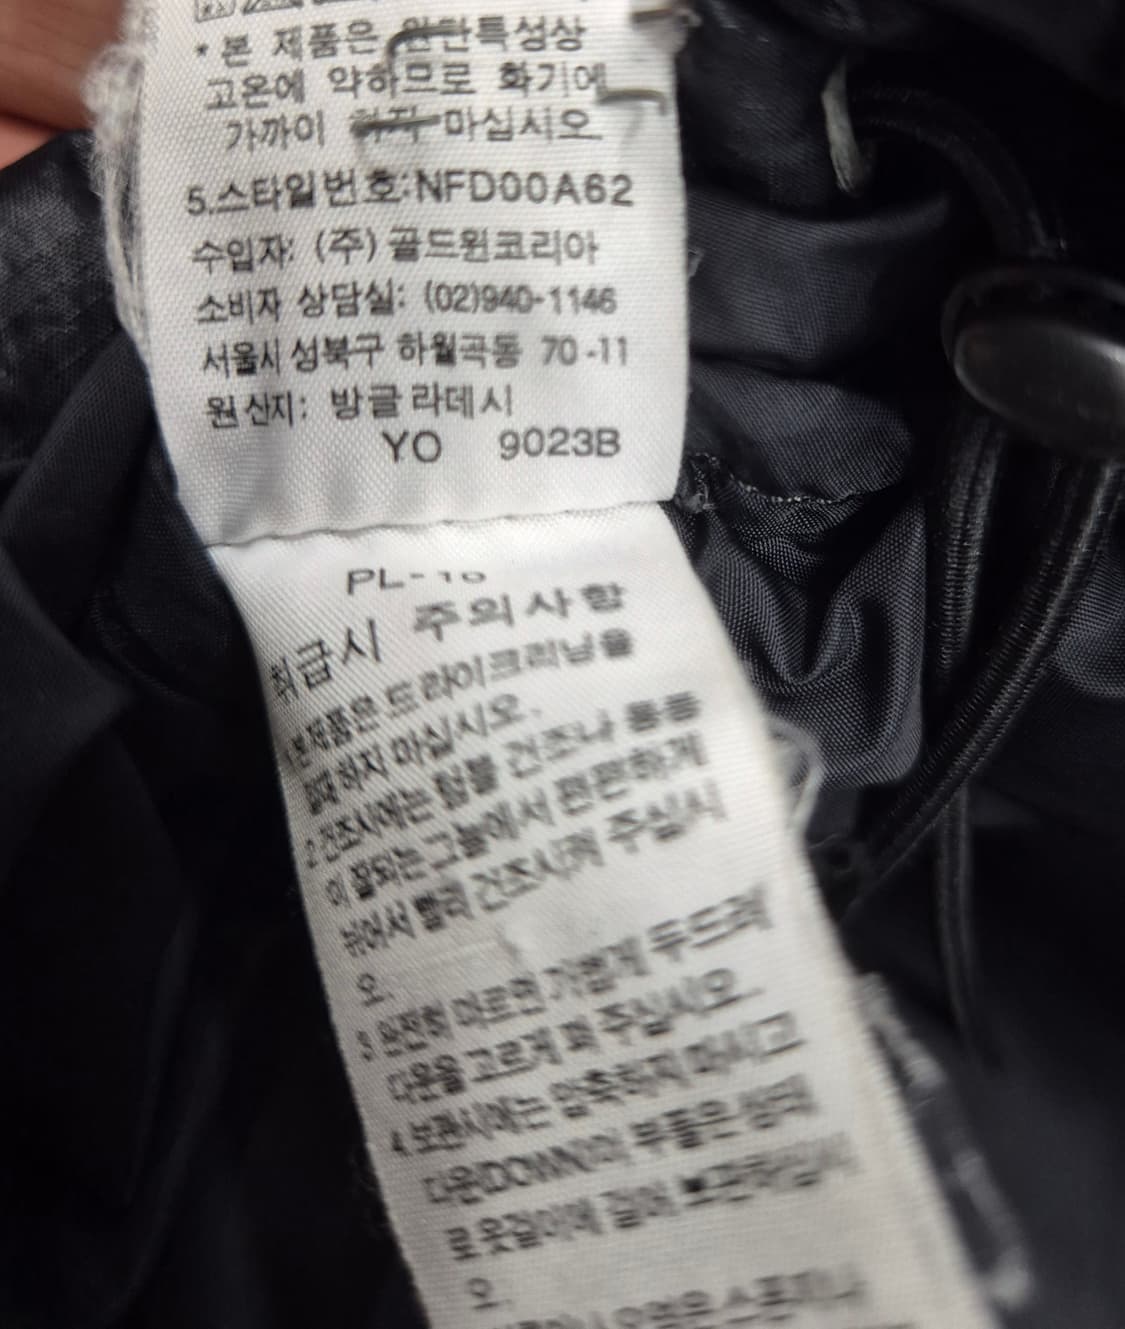 * 본 제품은 원단특성상
고온에 약하므로 화기에
가까이 하지 마십시오
5.스타일번호:NFD00A62
수입자: (주) 골드윈코리아
소비자 상담실: (02)940-1146
서울시 성북구 하월곡동 70-11
원산지: 방글라데시
YO 9023B
PL-10
취급시 주의사항
1.본제품은 드라이크리닝을
절대 하지 마십시오.
2.건조시에는 텀블 건조나 통풍
이 잘되는 그늘에서 편편하게
뉘어서 빨리 건조시켜 주십시
오.
3.완전히 마르면 가볍게 두드려
다운을 고르게 펴 주십시오.
4.보관시에는 압축하지 마시고
다운(DOWN)이 부풀은 상태
로 옷걸이에 걸어 보관하십시
오.